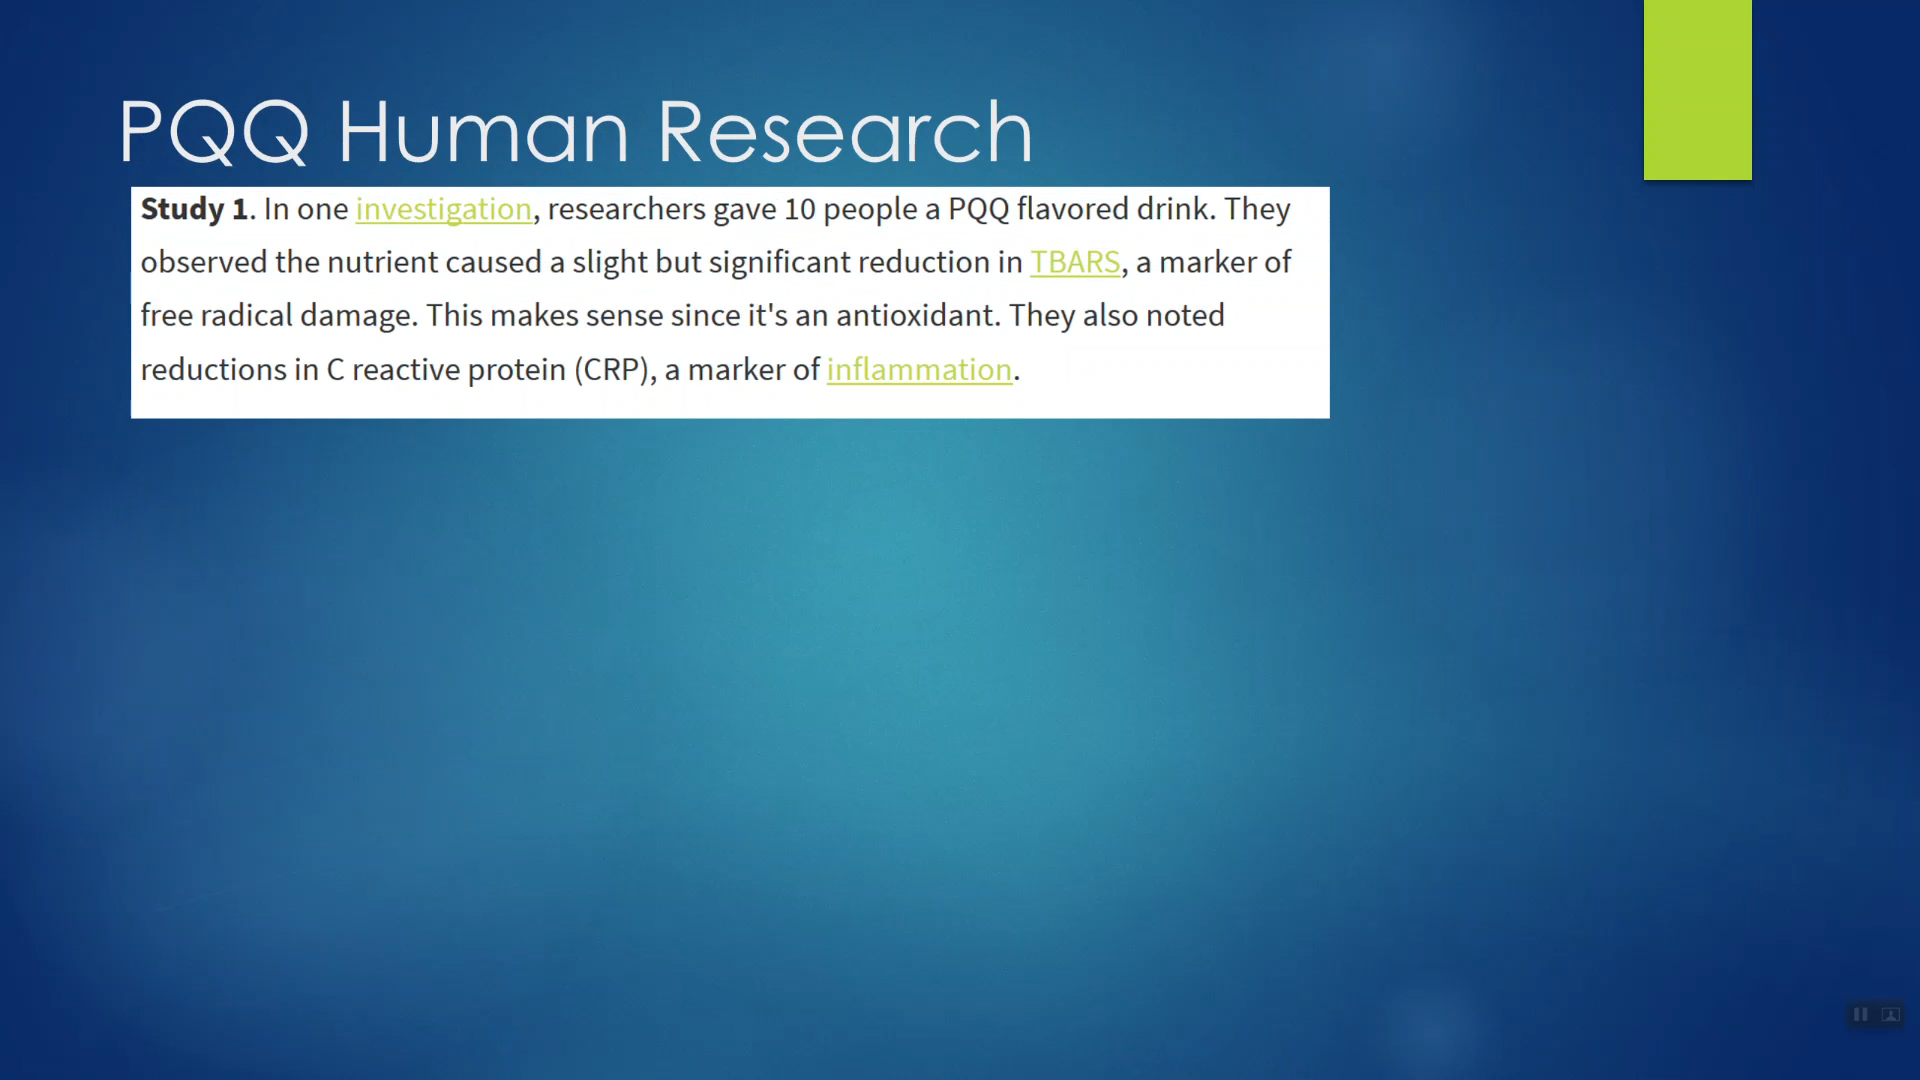 PQQ Human Research
Study 1. In one investigation, researchers gave 10 people a PQQ flavored drink. They
observed the nutrient caused a slight but significant reduction in TBARS, a marker of
free radical damage. This makes sense since it's an antioxidant. They also noted
reductions in C reactive protein (CRP), a marker of inflammation.